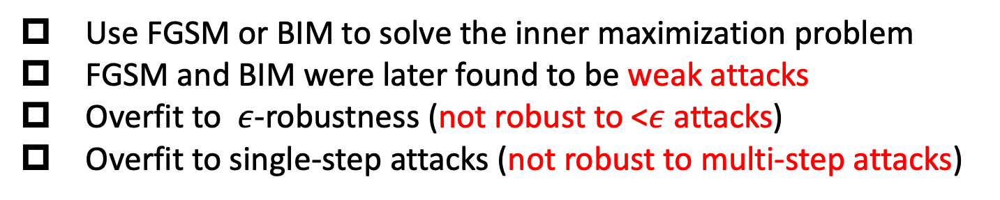 Use FGSM or BIM to solve the inner maximization problem
FGSM and BIM were later found to be weak attacks
Overfit to ϵ-robustness (not robust to <ϵ attacks)
Overfit to single-step attacks (not robust to multi-step attacks)